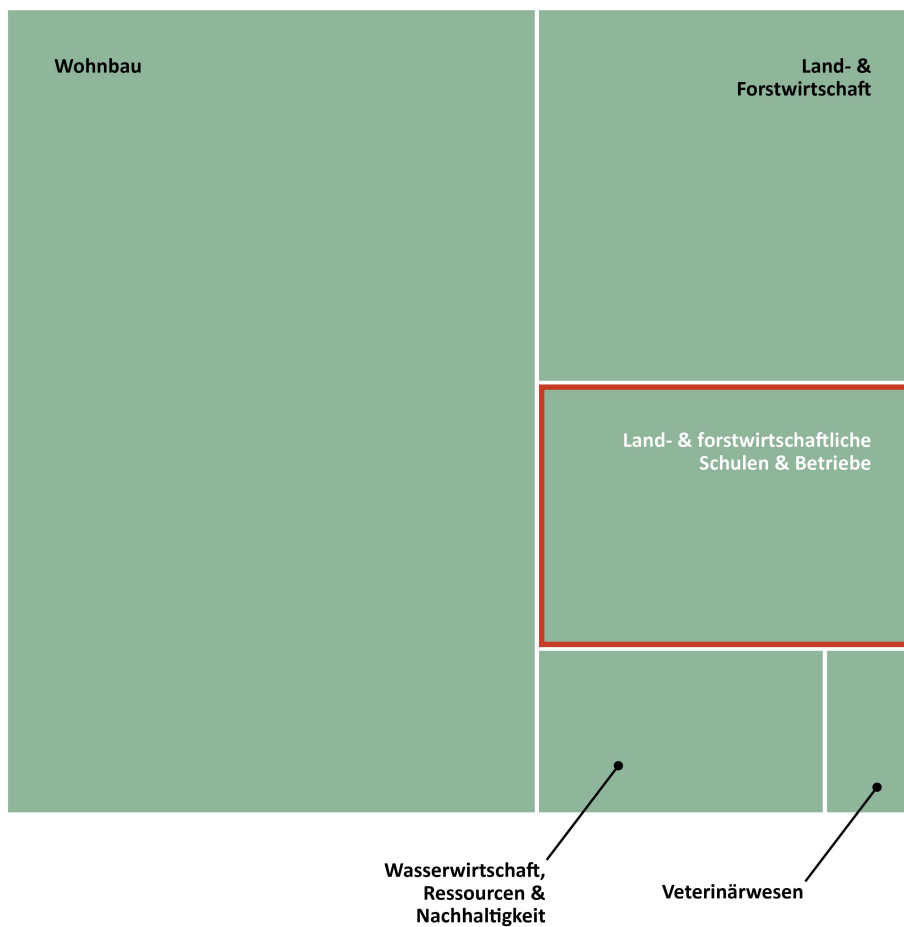 Wohnbau
Land- &
Forstwirtschaft
Land- & forstwirtschaftliche
Schulen & Betriebe
Wasserwirtschaft,
Ressourcen &
Nachhaltigkeit
Veterinärwesen